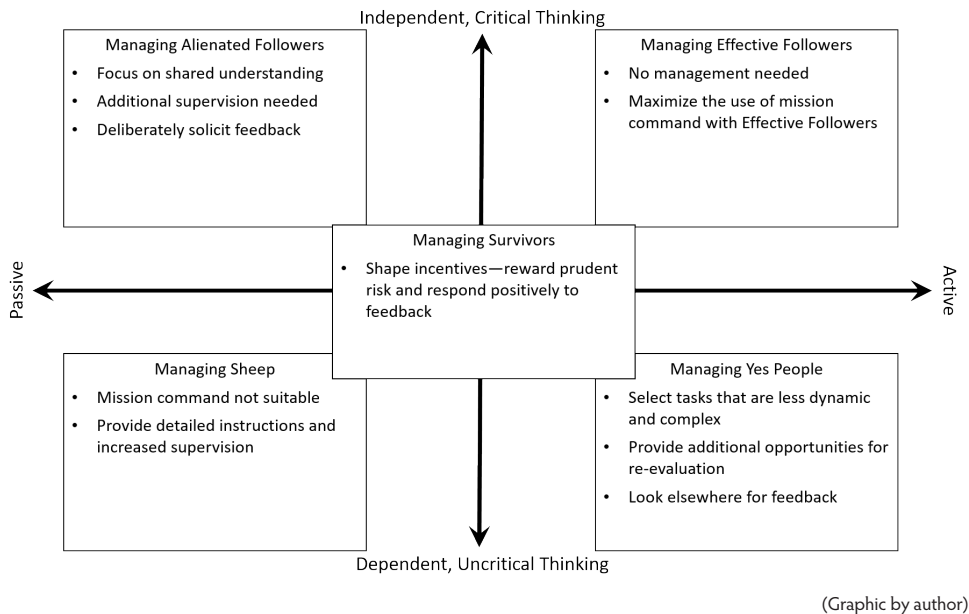 Independent, Critical Thinking
Managing Alienated Followers
• Focus on shared understanding
• Additional supervision needed
• Deliberately solicit feedback
Managing Effective Followers
• No management needed
• Maximize the use of mission
command with Effective Followers
Managing Survivors
• Shape incentives—reward prudent
risk and respond positively to
feedback
Passive
Active
Managing Sheep
• Mission command not suitable
• Provide detailed instructions and
increased supervision
Managing Yes People
• Select tasks that are less dynamic
and complex
• Provide additional opportunities for
re-evaluation
• Look elsewhere for feedback
Dependent, Uncritical Thinking
(Graphic by author)